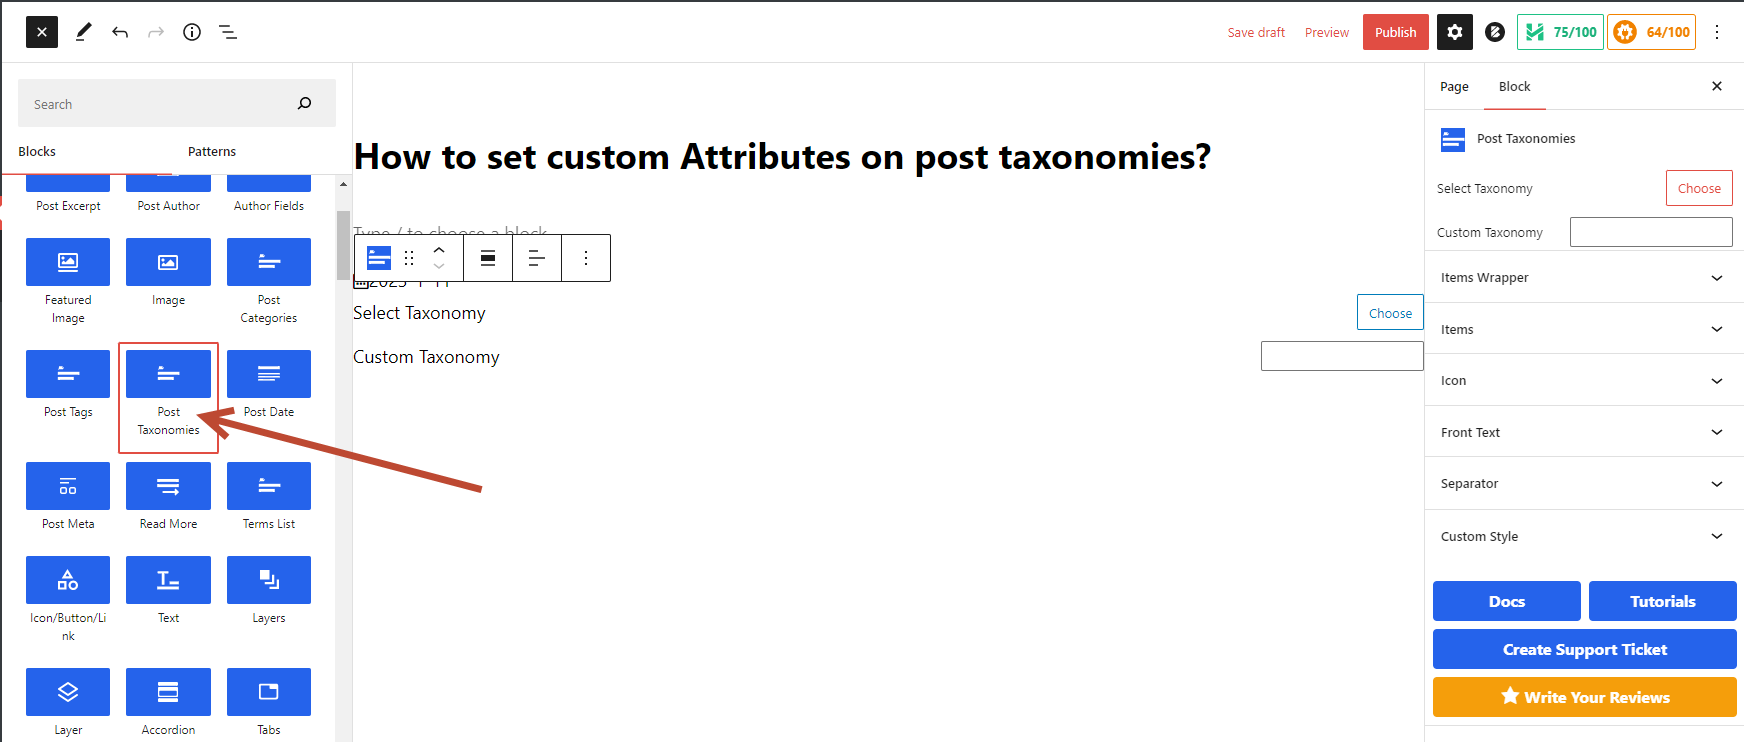 Save draft
Preview
Publish
75/100
64/100
Search
Blocks
Patterns
Post Excerpt
Post Author
Author Fields
Featured
Image
Image
Post
Categories
Post Tags
Post
Taxonomies
Post Date
Post Meta
Read More
Terms List
Icon/Button/Li
nk
Text
Layers
Layer
Accordion
Tabs
How to set custom Attributes on post taxonomies?
Type / to choose a block
Select Taxonomy
Choose
Custom Taxonomy
Page
Block
Post Taxonomies
Select Taxonomy
Choose
Custom Taxonomy
Items Wrapper
Items
Icon
Front Text
Separator
Custom Style
Docs
Tutorials
Create Support Ticket
Write Your Reviews